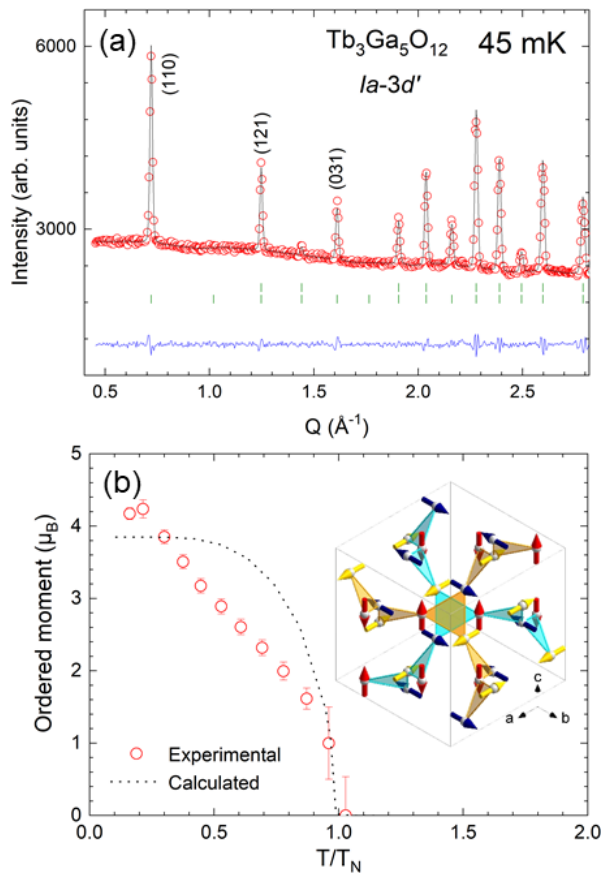 (a)
Tb₃Ga₅O₁₂ 45 mK
Ia-3d'
6000
3000
Intensity (arb. units)
(110)
(121)
(031)
0.5 1.0 1.5 2.0 2.5
Q (Å⁻¹)
(b)
5
4
3
2
1
0
Ordered moment (μ_B)
c
a b
Experimental
Calculated
0.0 0.5 1.0 1.5 2.0
T/T_N